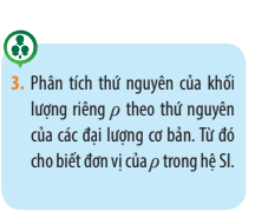 3. Phân tích thứ nguyên của khối
lượng riêng ρ theo thứ nguyên
của các đại lượng cơ bản. Từ đó
cho biết đơn vị của ρ trong hệ SI.